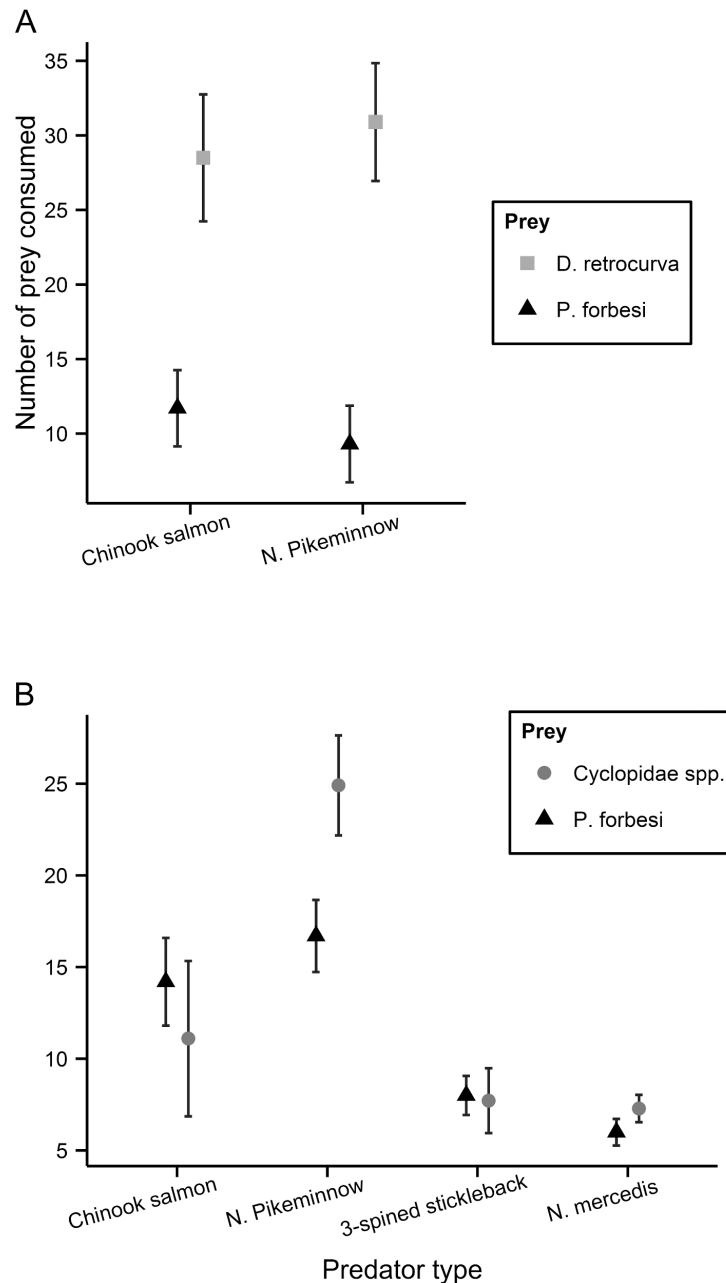 A
35
30
25
20
15
10
Number of prey consumed
Chinook salmon
N. Pikeminnow
Prey
D. retrocurva
P. forbesi
B
25
20
15
10
5
Chinook salmon
N. Pikeminnow
3-spined stickleback
N. mercedis
Predator type
Prey
Cyclopidae spp.
P. forbesi